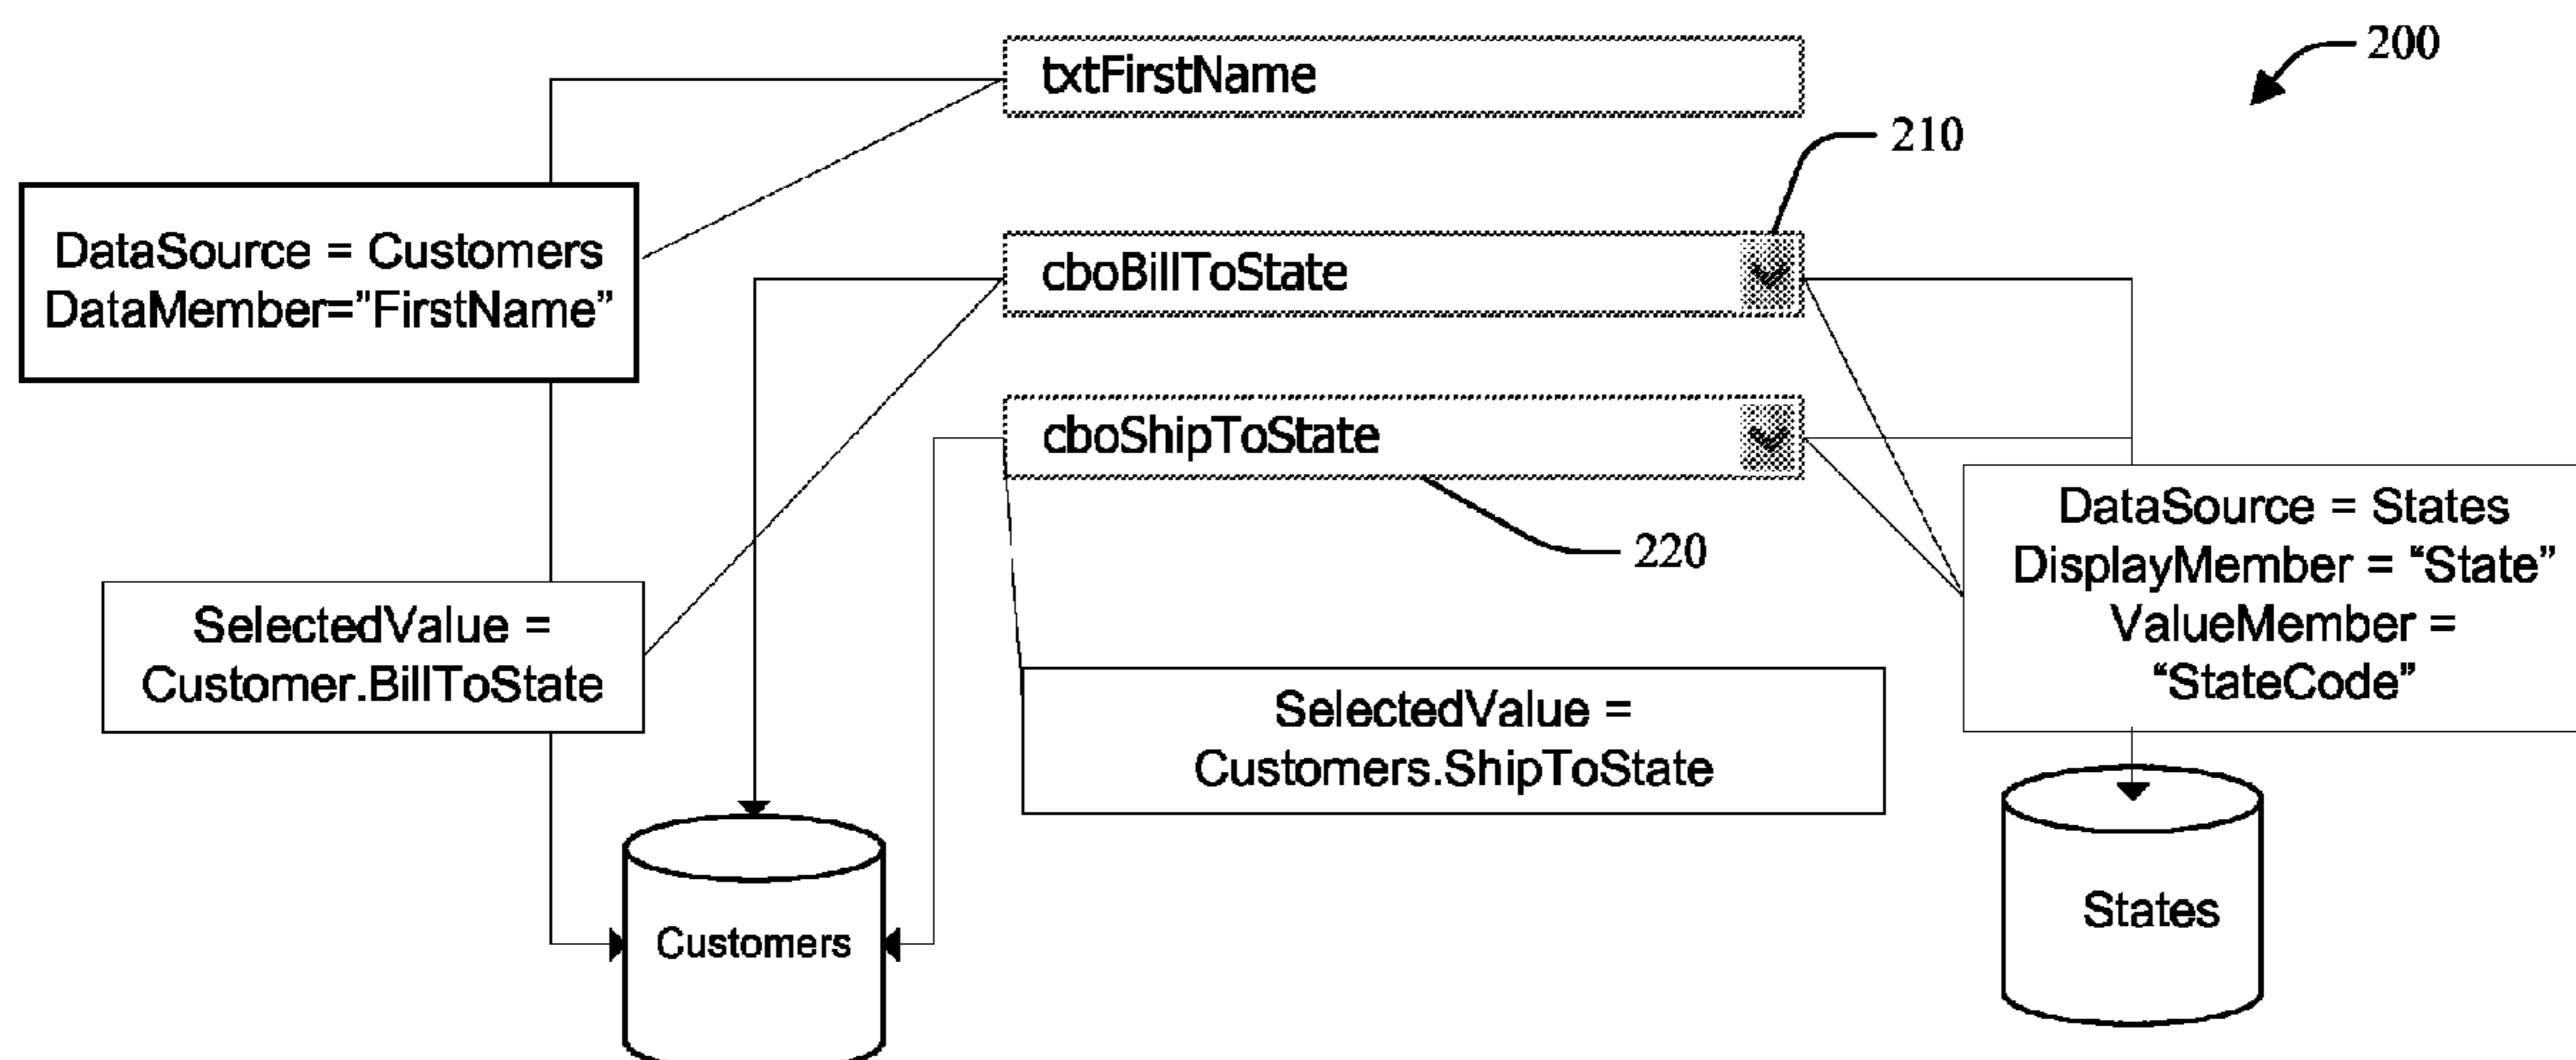 200
txtFirstName
210
DataSource = Customers
DataMember=”FirstName”
cboBillToState
cboShipToState
220
DataSource = States
DisplayMember = “State”
ValueMember =
“StateCode”
SelectedValue =
Customer.BillToState
SelectedValue =
Customers.ShipToState
Customers
States